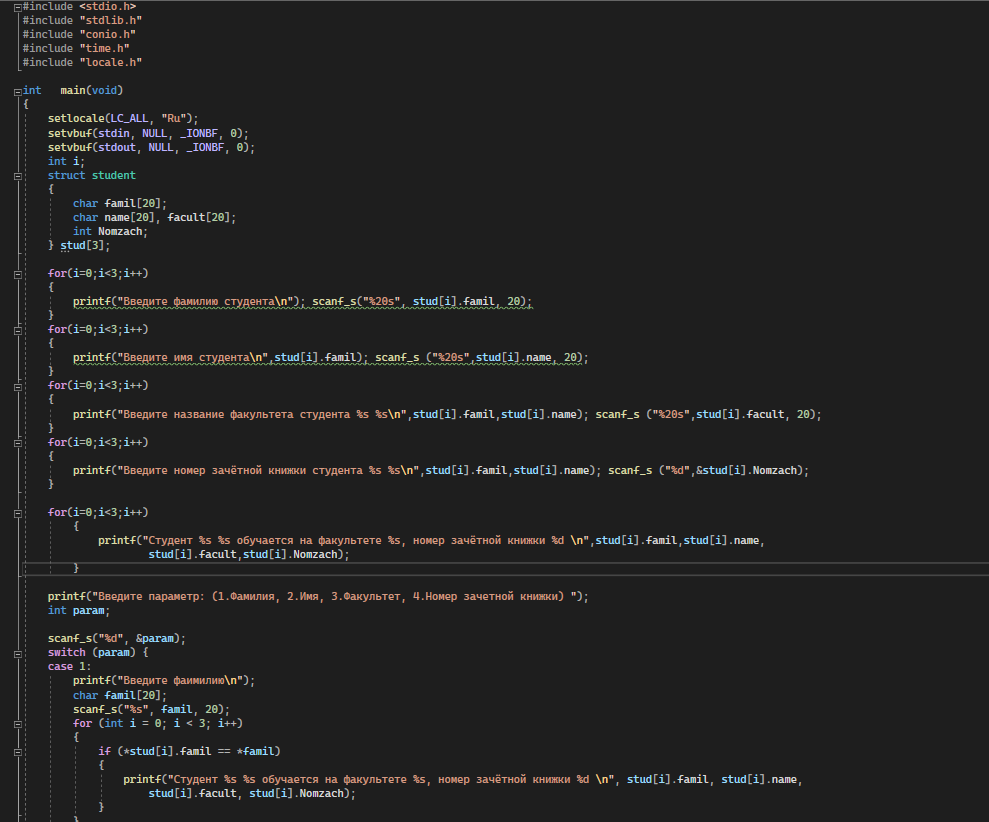 #include <stdio.h>
#include "stdlib.h"
#include "conio.h"
#include "time.h"
#include "locale.h"
int   main(void)
{
setlocale(LC_ALL, "Ru");
setvbuf(stdin, NULL, _IONBF, 0);
setvbuf(stdout, NULL, _IONBF, 0);
int i;
struct student
{
char famil[20];
char name[20], facult[20];
int Nomzach;
} stud[3];
for(i=0;i<3;i++)
{
printf("Введите фамилию студента\n"); scanf_s("%20s", stud[i].famil, 20);
}
for(i=0;i<3;i++)
{
printf("Введите имя студента\n",stud[i].famil); scanf_s ("%20s",stud[i].name, 20);
}
for(i=0;i<3;i++)
{
printf("Введите название факультета студента %s %s\n",stud[i].famil,stud[i].name); scanf_s ("%20s",stud[i].facult, 20);
}
for(i=0;i<3;i++)
{
printf("Введите номер зачётной книжки студента %s %s\n",stud[i].famil,stud[i].name); scanf_s ("%d",&stud[i].Nomzach);
}
for(i=0;i<3;i++)
{
printf("Студент %s %s обучается на факультете %s, номер зачётной книжки %d \n",stud[i].famil,stud[i].name,
stud[i].facult,stud[i].Nomzach);
}
printf("Введите параметр: (1.Фамилия, 2.Имя, 3.Факультет, 4.Номер зачетной книжки) ");
int param;
scanf_s("%d", &param);
switch (param) {
case 1:
printf("Введите фаимилию\n");
char famil[20];
scanf_s("%s", famil, 20);
for (int i = 0; i < 3; i++)
{
if (*stud[i].famil == *famil)
{
printf("Студент %s %s обучается на факультете %s, номер зачётной книжки %d \n", stud[i].famil, stud[i].name,
stud[i].facult, stud[i].Nomzach);
}
}